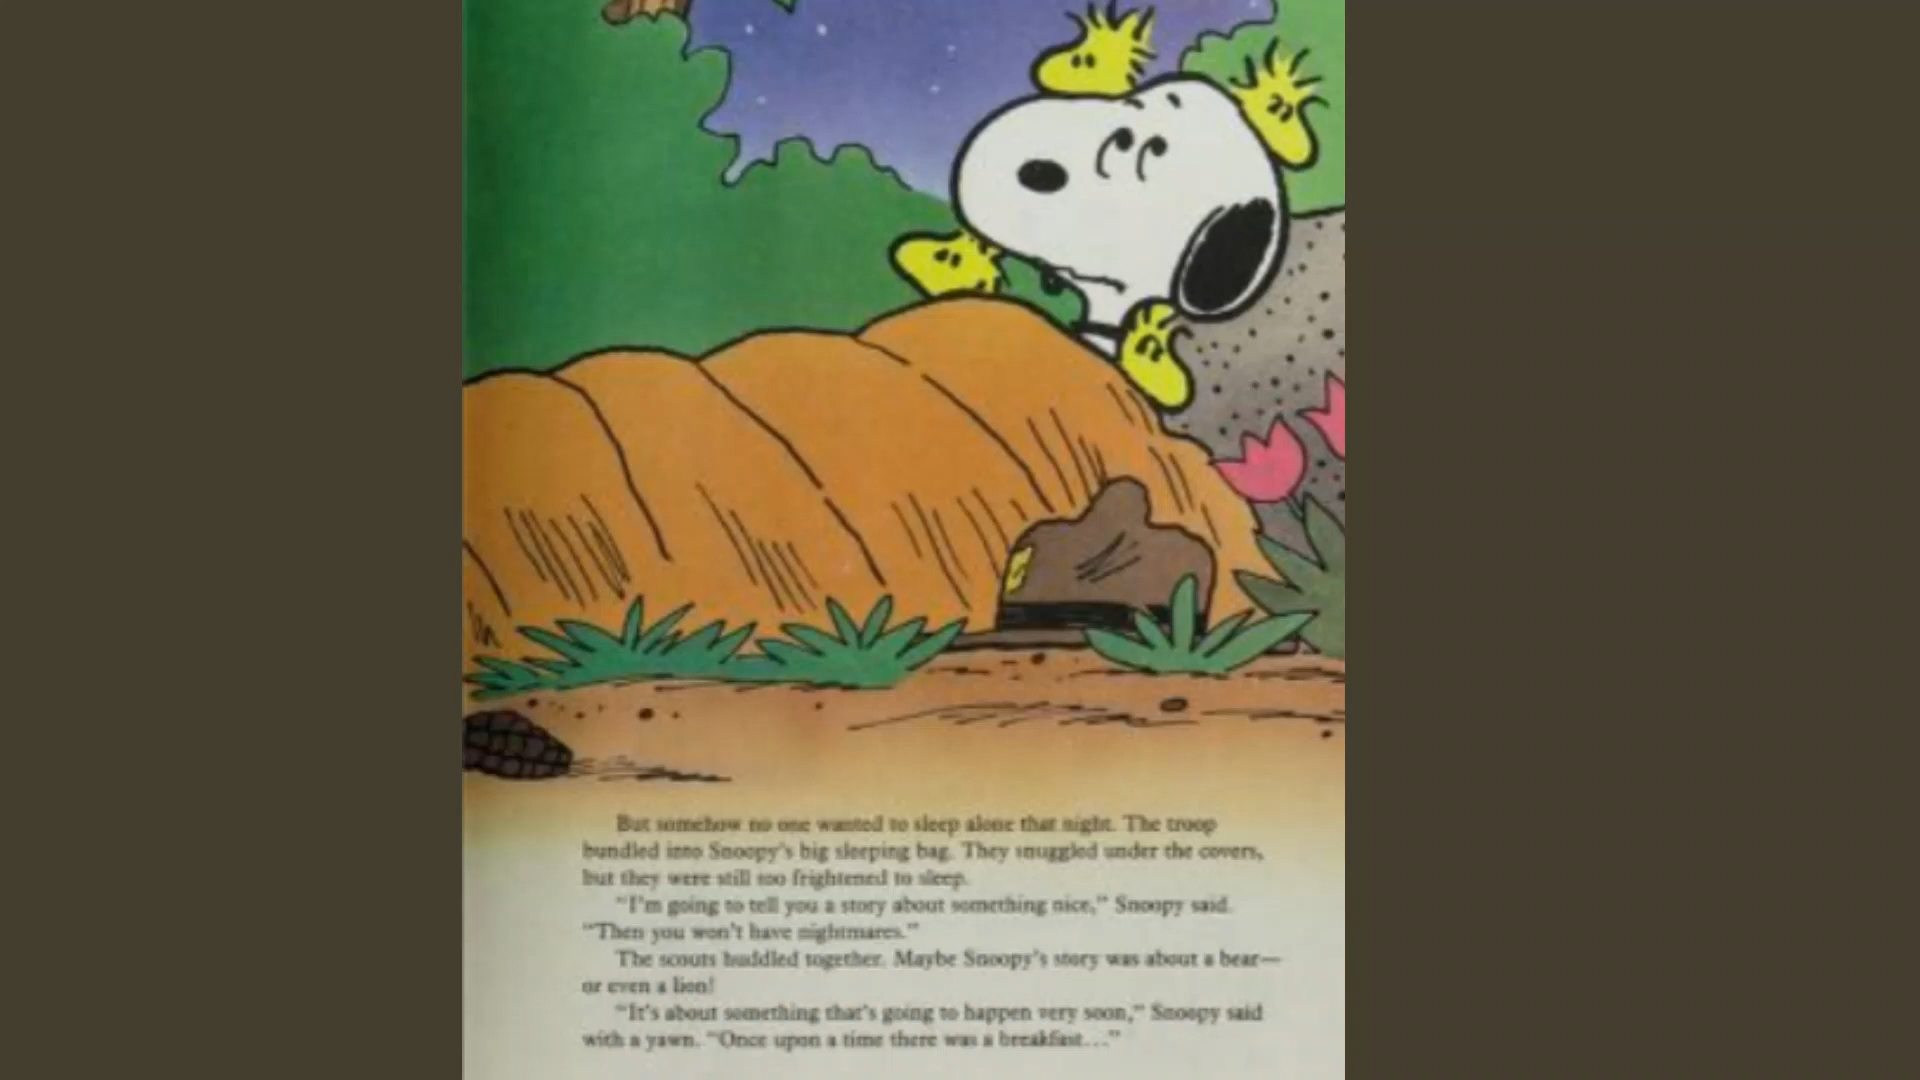 But somehow no one wanted to sleep alone that night. The troop
bundled into Snoopy's big sleeping bag. They snuggled under the covers,
but they were still too frightened to sleep.
"I'm going to tell you a story about something nice," Snoopy said.
"Then you won't have nightmares."
The scouts huddled together. Maybe Snoopy's story was about a bear—
or even a lion!
"It's about something that's going to happen very soon," Snoopy said
with a yawn. "Once upon a time there was a breakfast..."